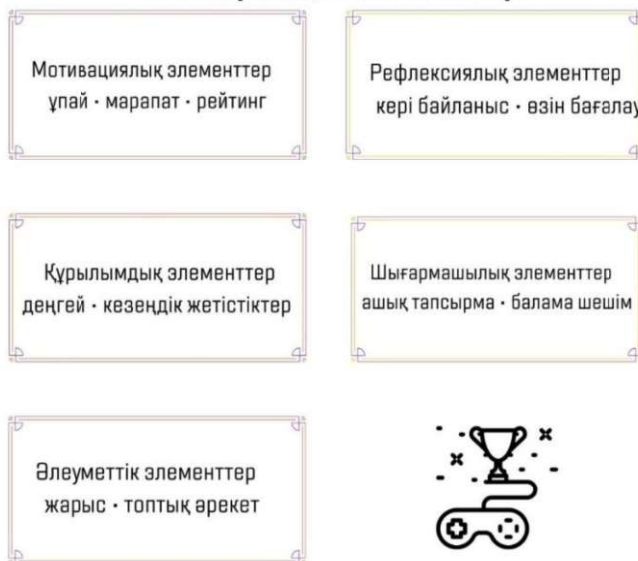 Мотивациялық элементтер
ұпай · марапат · рейтинг
Рефлексиялық элементтер
кері байланыс · өзін бағалау
Құрылымдық элементтер
деңгей · кезеңдік жетістіктер
Шығармашылық элементтер
ашық тапсырма · балама шешім
Әлеуметтік элементтер
жарыс · топтық әрекет